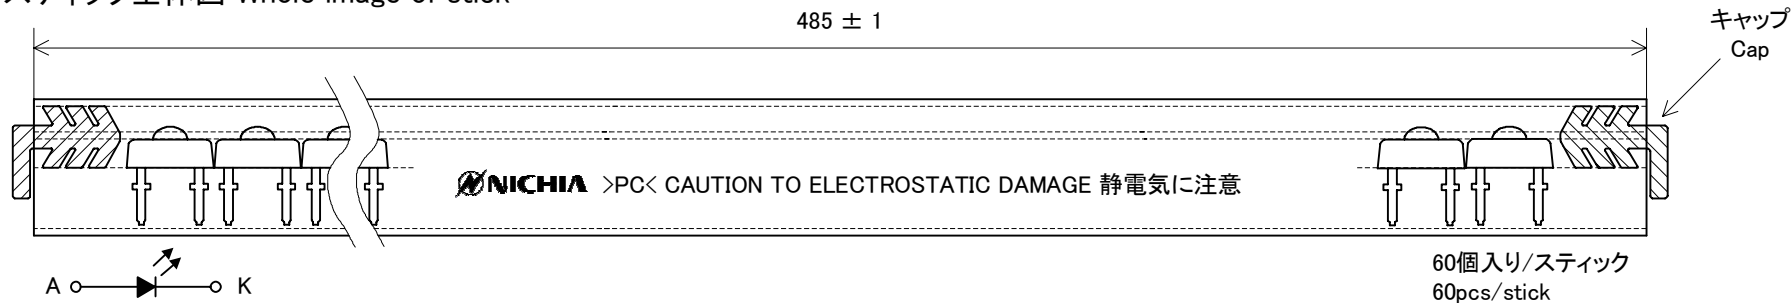 スティック全体図 Whole image of stick
485 ± 1
キャップ
Cap
NICHIA >PC< CAUTION TO ELECTROSTATIC DAMAGE 静電気に注意
A K
60個入り/スティック
60pcs/stick